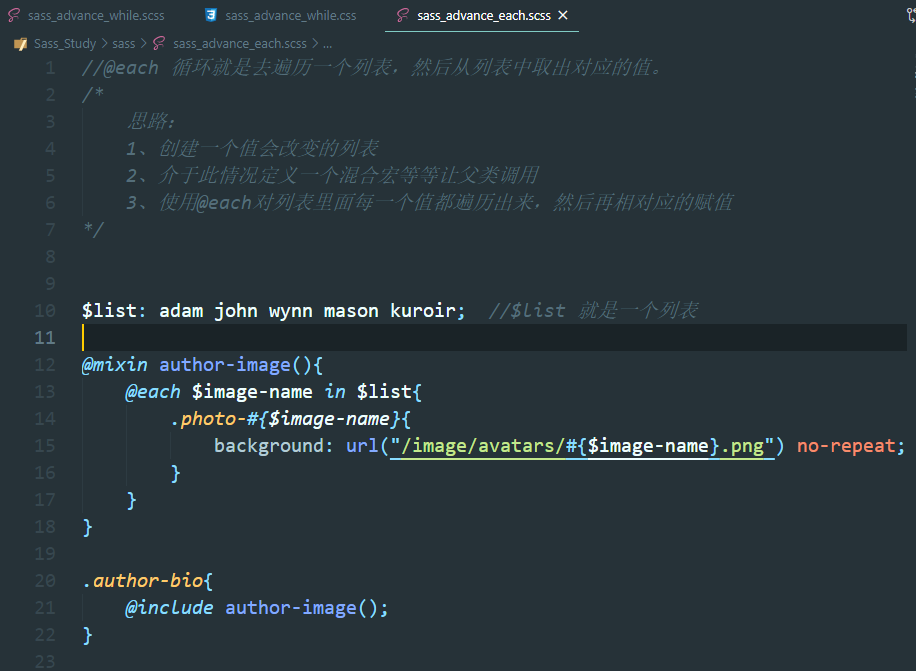 sass_advance_while.scss sass_advance_while.css sass_advance_each.scss
Sass_Study > sass > sass_advance_each.scss > ...
1 //@each 循环就是去遍历一个列表，然后从列表中取出对应的值。
2 /*
3 思路:
4 1、创建一个值会改变的列表
5 2、介于此情况定义一个混合宏等等让父类调用
6 3、使用@each对列表里面每一个值都遍历出来，然后再相对应的赋值
7 */
8
9
10 $list: adam john wynn mason kuroir; //$list 就是一个列表
11
12 @mixin author-image(){
13 @each $image-name in $list{
14 .photo-#{$image-name}{
15 background: url("/image/avatars/#{$image-name}.png") no-repeat;
16 }
17 }
18 }
19
20 .author-bio{
21 @include author-image();
22 }
23